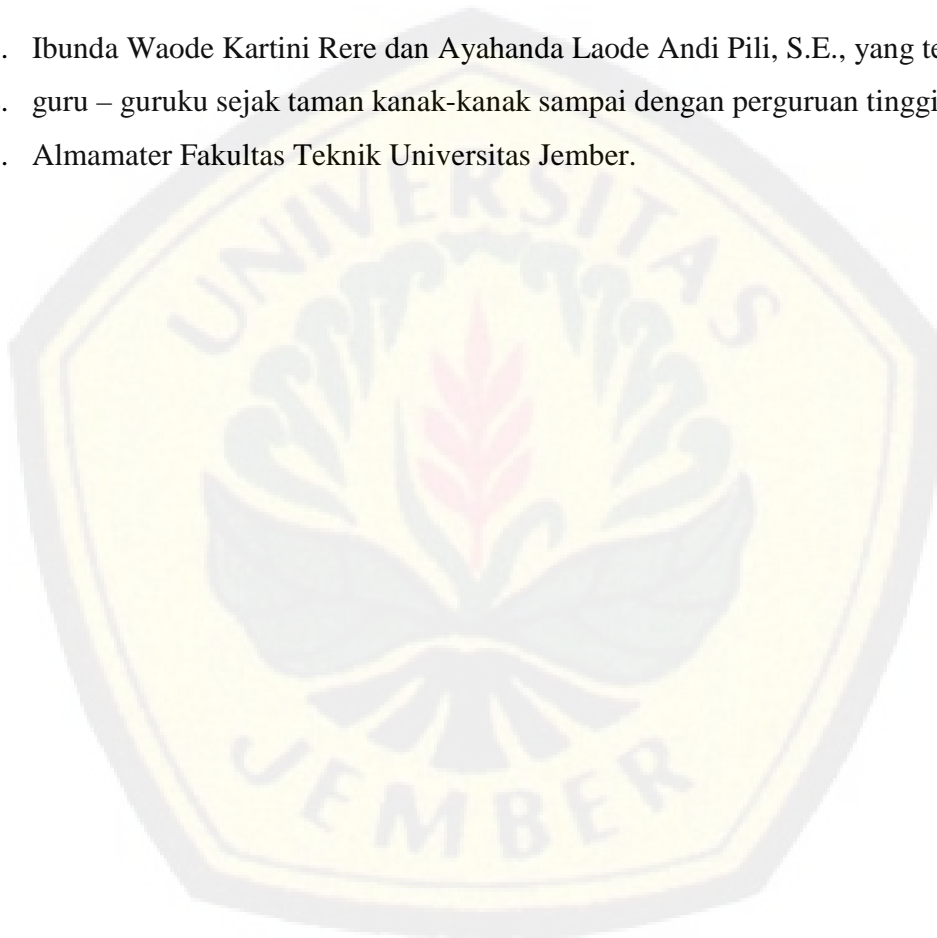 . Ibunda Waode Kartini Rere dan Ayahanda Laode Andi Pili, S.E., yang te
. guru – guruku sejak taman kanak-kanak sampai dengan perguruan tinggi
. Almamater Fakultas Teknik Universitas Jember.
UNIVERSITAS
JEMBER